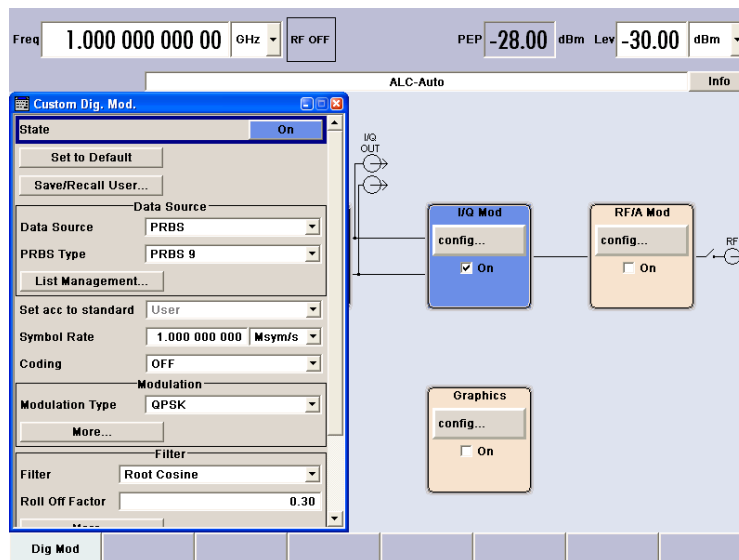 Freq 1.000 000 000 00 GHz RF OFF PEP -28.00 dBm Lev -30.00 dBm
ALC-Auto Info
Custom Dig. Mod.
State On
Set to Default
Save/Recall User...
Data Source
Data Source PRBS
PRBS Type PRBS 9
List Management...
Set acc to standard User
Symbol Rate 1.000 000 000 Msym/s
Coding OFF
Modulation
Modulation Type QPSK
More...
Filter
Filter Root Cosine
Roll Off Factor 0.30
I/Q
OUT
I/Q Mod
config...
On
RF/A Mod
config...
On
RF
Graphics
config...
On
Dig Mod